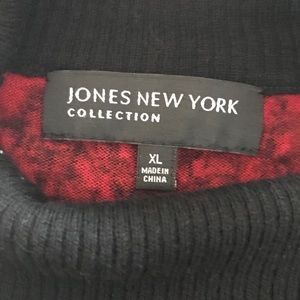 JONES NEW YORK
COLLECTION
XL
MADE IN
CHINA